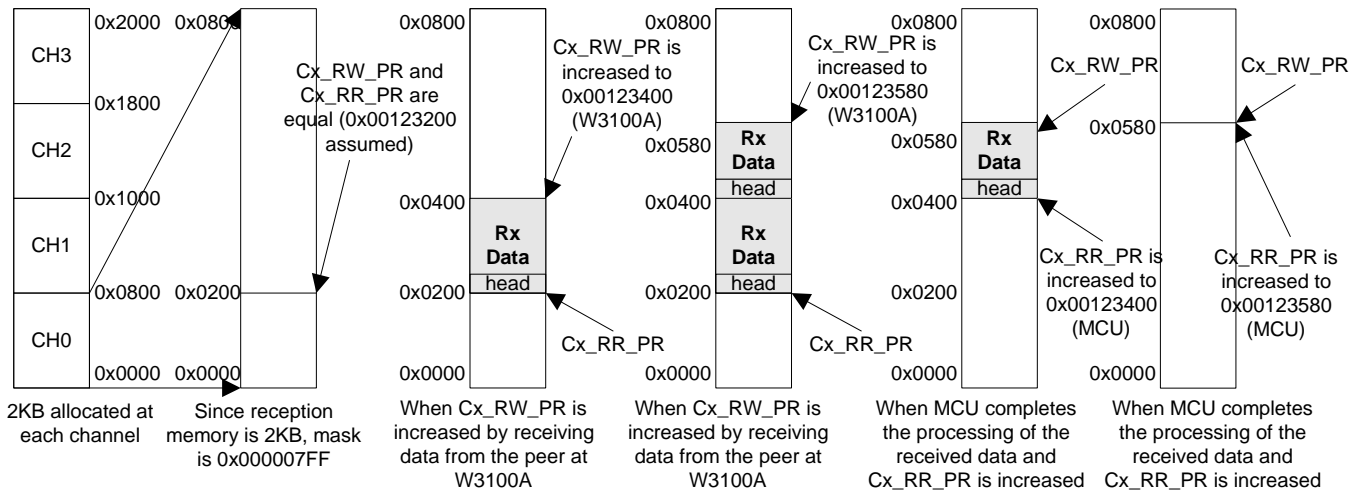 0x2000
CH3
0x1800
CH2
0x1000
CH1
0x0800
CH0
0x0000
2KB allocated at
each channel
0x0800
Cx_RW_PR and
Cx_RR_PR are
equal (0x00123200
assumed)
0x0200
0x0000
Since reception
memory is 2KB, mask
is 0x000007FF
0x0800
Cx_RW_PR is
increased to
0x00123400
(W3100A)
0x0400
Rx
Data
head
0x0200
Cx_RR_PR
0x0000
When Cx_RW_PR is
increased by receiving
data from the peer at
W3100A
0x0800
Cx_RW_PR is
increased to
0x00123580
(W3100A)
0x0580
Rx
Data
head
0x0400
Rx
Data
head
0x0200
Cx_RR_PR
0x0000
When Cx_RW_PR is
increased by receiving
data from the peer at
W3100A
0x0800
Cx_RW_PR
0x0580
Rx
Data
head
0x0400
Cx_RR_PR is
increased to
0x00123400
(MCU)
0x0200
0x0000
When MCU completes
the processing of the
received data and
Cx_RR_PR is increased
0x0800
Cx_RW_PR
0x0580
0x0400
Cx_RR_PR is
increased to
0x00123580
(MCU)
0x0200
0x0000
When MCU completes
the processing of the
received data and
Cx_RR_PR is increased